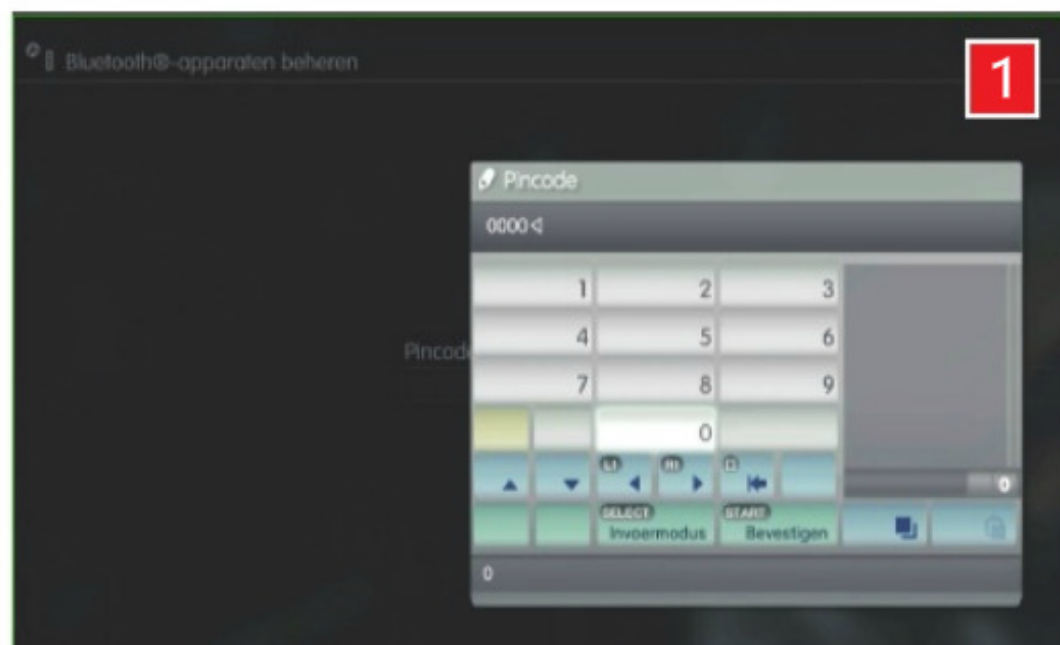 Bluetooth®-apparaten beheren
1
Pincode
0000
1 2 3
4 5 6
Pincode
7 8 9
0
L1 R1
0
SELECT START
Invoermodus Bevestigen
0